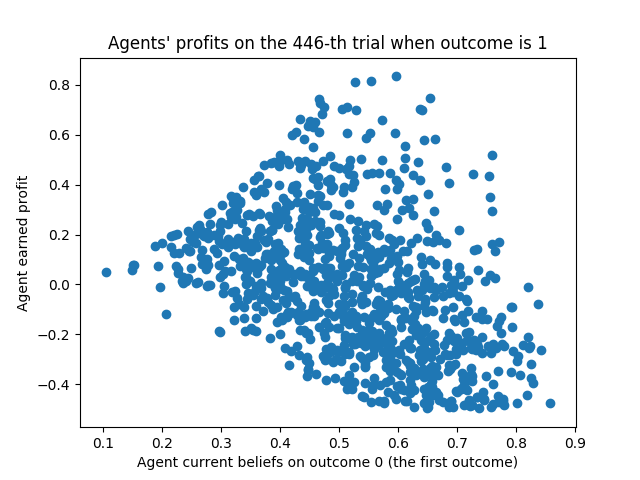 Agents' profits on the 446-th trial when outcome is 1
Agent earned profit
0.8
0.6
0.4
0.2
0.0
−0.2
−0.4
0.1 0.2 0.3 0.4 0.5 0.6 0.7 0.8 0.9
Agent current beliefs on outcome 0 (the first outcome)